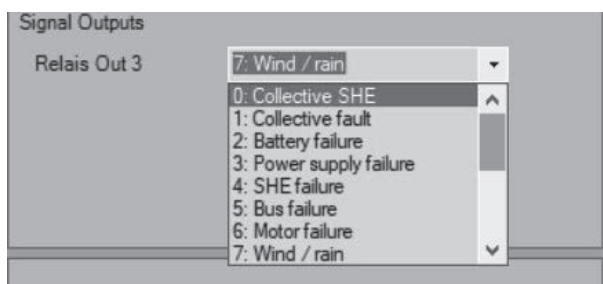 Signal Outputs
Relais Out 3
7: Wind / rain
0: Collective SHE
1: Collective fault
2: Battery failure
3: Power supply failure
4: SHE failure
5: Bus failure
6: Motor failure
7: Wind / rain